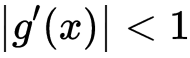 |g′(x)| < 1